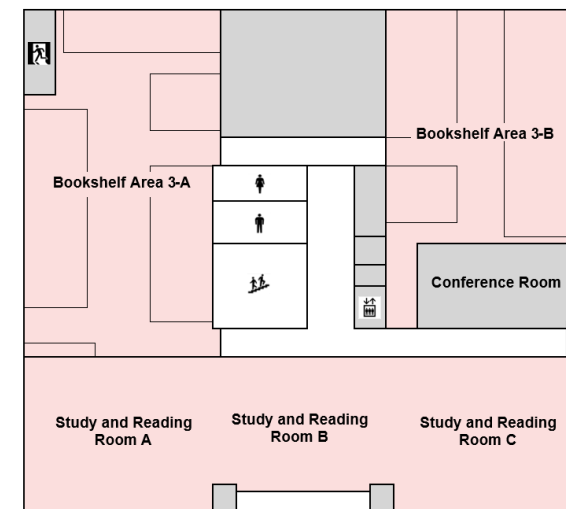 Bookshelf Area 3-B
Bookshelf Area 3-A
Conference Room
Study and Reading
Room A
Study and Reading
Room B
Study and Reading
Room C